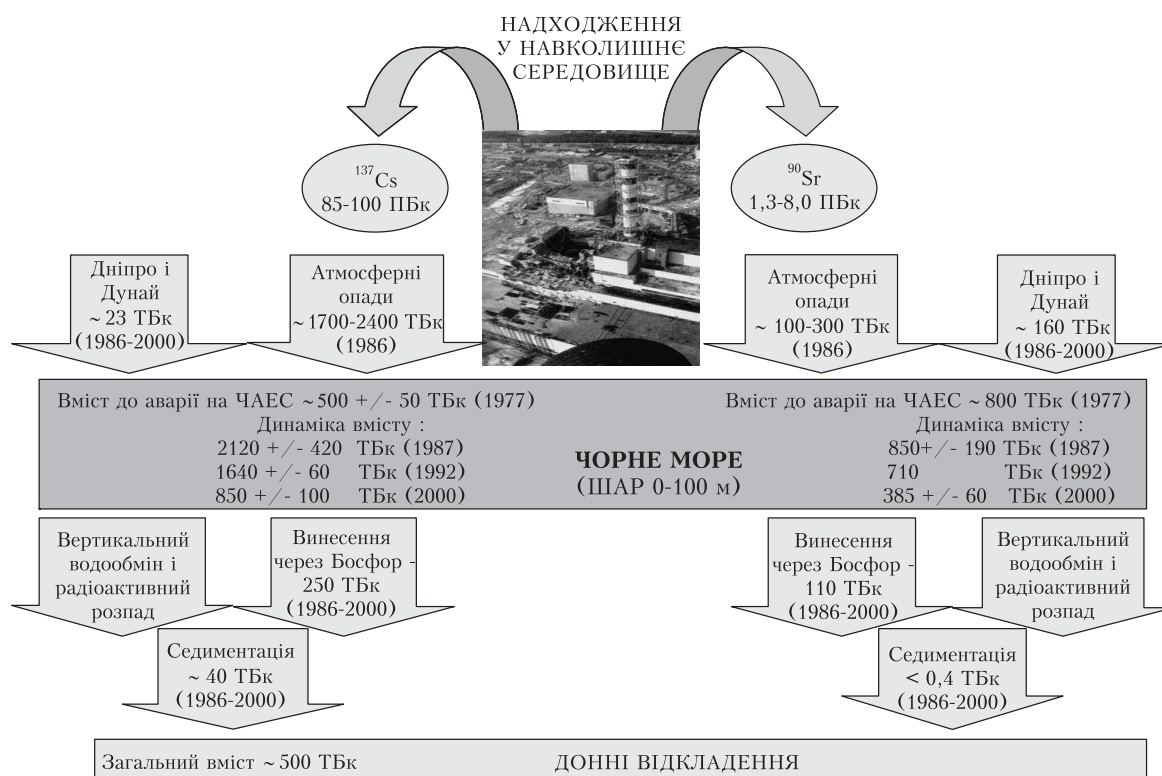 НАДХОДЖЕННЯ
У НАВКОЛИШНЄ
СЕРЕДОВИЩЕ
137Cs
85-100 ПБк
90Sr
1,3-8,0 ПБк
Дніпро і
Дунай
~ 23 ТБк
(1986-2000)
Атмосферні
опади
~1700-2400 ТБк
(1986)
Атмосферні
опади
~ 100-300 ТБк
(1986)
Дніпро і
Дунай
~ 160 ТБк
(1986-2000)
Вміст до аварії на ЧАЕС ~500 +/- 50 ТБк (1977)
Динаміка вмісту :
2120 +/- 420 ТБк (1987)
1640 +/- 60 ТБк (1992)
850 +/- 100 ТБк (2000)
ЧОРНЕ МОРЕ
(ШАР 0-100 м)
Вміст до аварії на ЧАЕС ~ 800 ТБк (1977)
Динаміка вмісту :
850+/- 190 ТБк (1987)
710 ТБк (1992)
385 +/- 60 ТБк (2000)
Вертикальний
водообмін і
радіоактивний
розпад
Винесення
через Босфор -
250 ТБк
(1986-2000)
Винесення
через Босфор -
110 ТБк
(1986-2000)
Вертикальний
водообмін і
радіоактивний
розпад
Седиментація
~ 40 ТБк
(1986-2000)
Седиментація
< 0,4 ТБк
(1986-2000)
Загальний вміст ~ 500 ТБк ДОННІ ВІДКЛАДЕННЯ